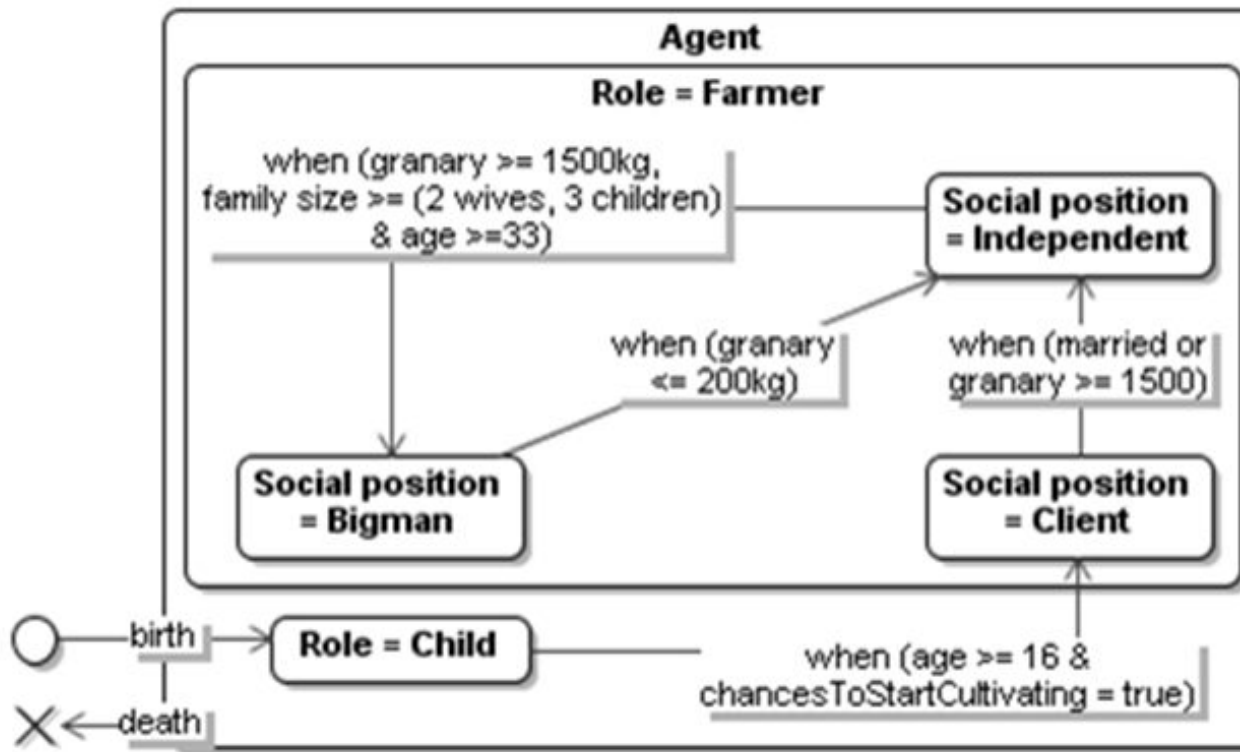 Agent
Role = Farmer
when (granary >= 1500kg,
family size >= (2 wives, 3 children)
& age >=33)
Social position
= Independent
when (granary
<= 200kg)
when (married or
granary >= 1500)
Social position
= Bigman
Social position
= Client
birth
Role = Child
when (age >= 16 &
chancesToStartCultivating = true)
death